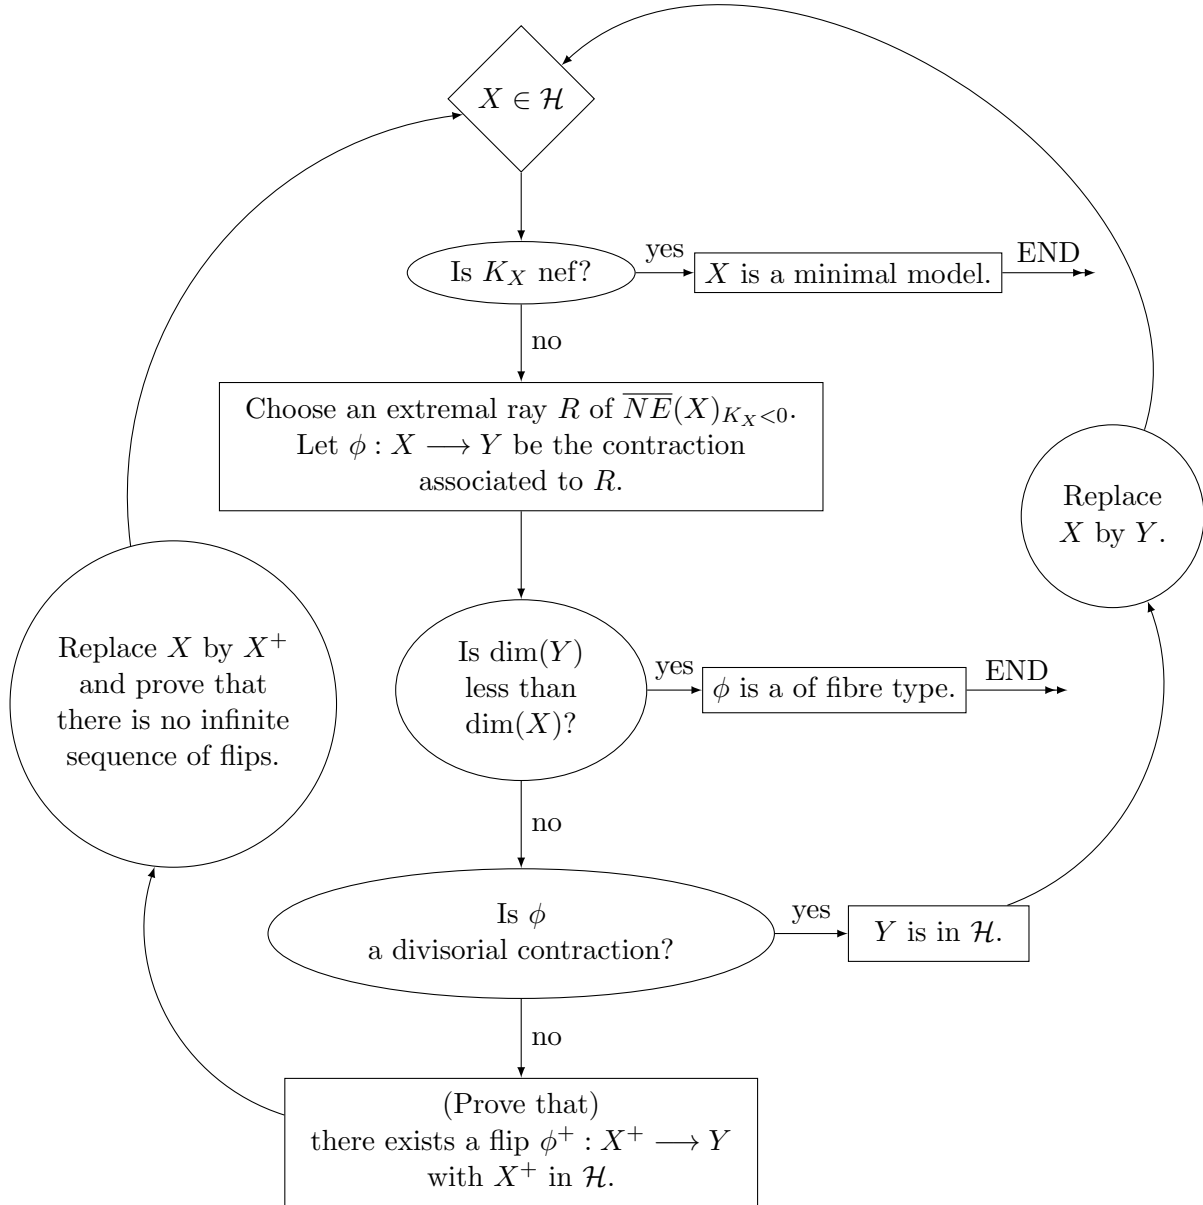 X ∈ ℋ
Is K_X nef?
yes
X is a minimal model.
END
no
Choose an extremal ray R of \overline{NE}(X)_{K_X<0}.
Let ϕ : X ⟶ Y be the contraction
associated to R.
Replace
X by Y.
Is dim(Y)
less than
dim(X)?
yes
ϕ is a of fibre type.
END
Replace X by X⁺
and prove that
there is no infinite
sequence of flips.
no
Is ϕ
a divisorial contraction?
yes
Y is in ℋ.
no
(Prove that)
there exists a flip ϕ⁺ : X⁺ ⟶ Y
with X⁺ in ℋ.